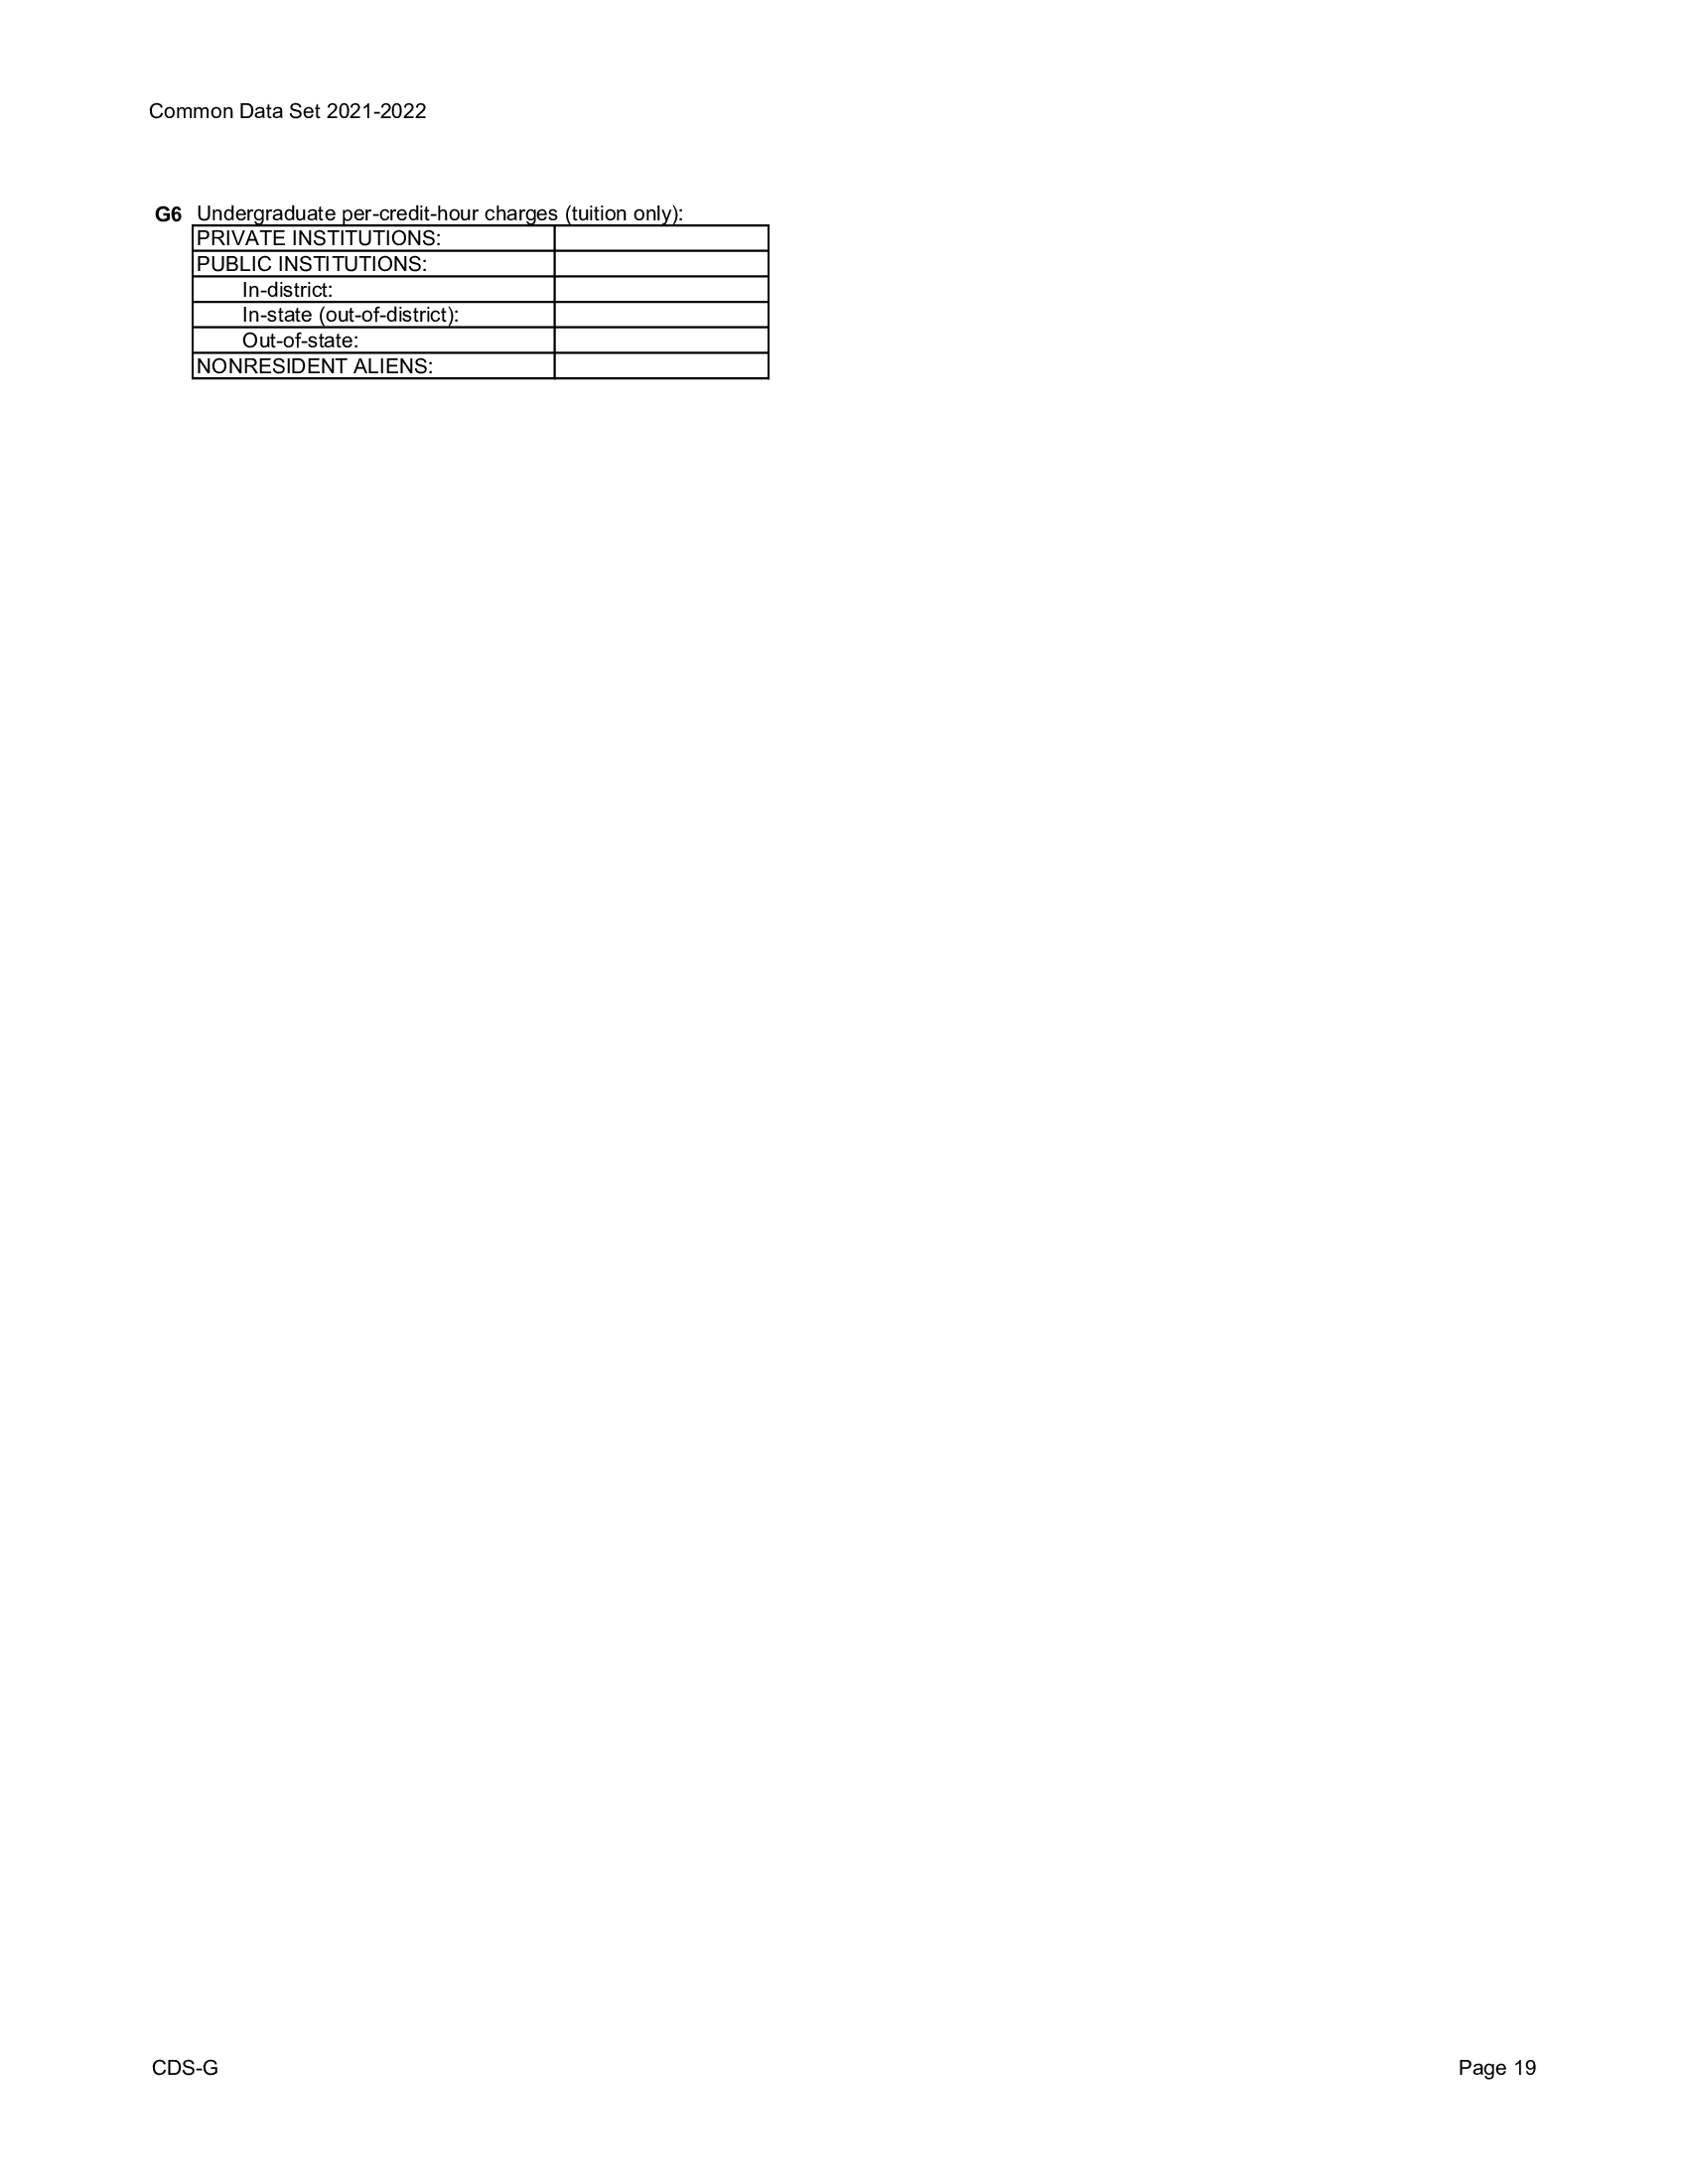 Common Data Set 2021-2022
G6 Undergraduate per-credit-hour charges (tuition only):
PRIVATE INSTITUTIONS:
PUBLIC INSTITUTIONS:
In-district:
In-state (out-of-district):
Out-of-state:
NONRESIDENT ALIENS:
CDS-G Page 19